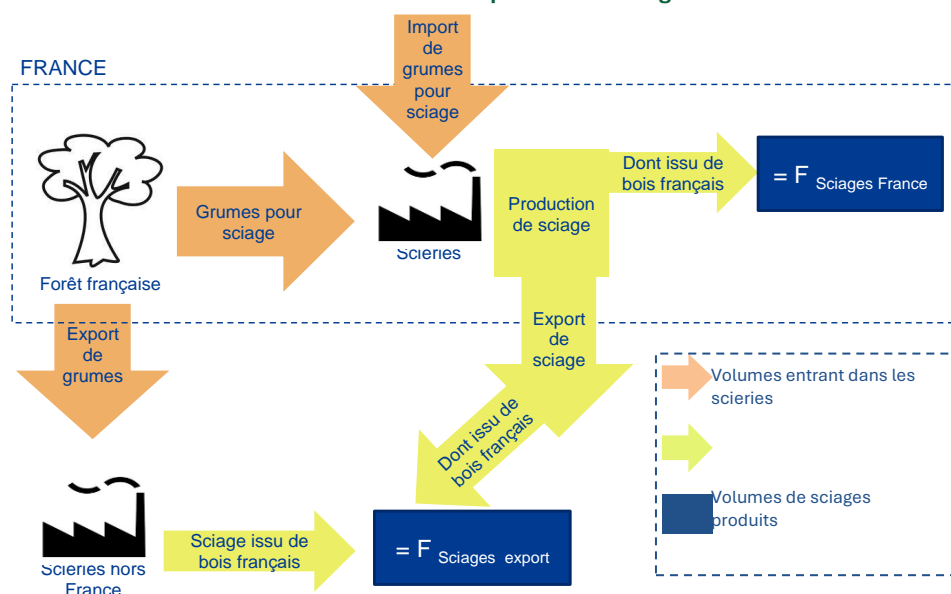 Import
de
grumes
pour
sciage
FRANCE
Dont issu de
bois français
= F Sciages France
Grumes pour
sciage
Production
de sciage
Scieries
Forêt française
Export
de
grumes
Export
de
sciage
Volumes entrant dans les
scieries
Dont issu de
bois français
Volumes de sciages
produits
Sciage issu de
bois français
= F Sciages export
Scieries hors
France